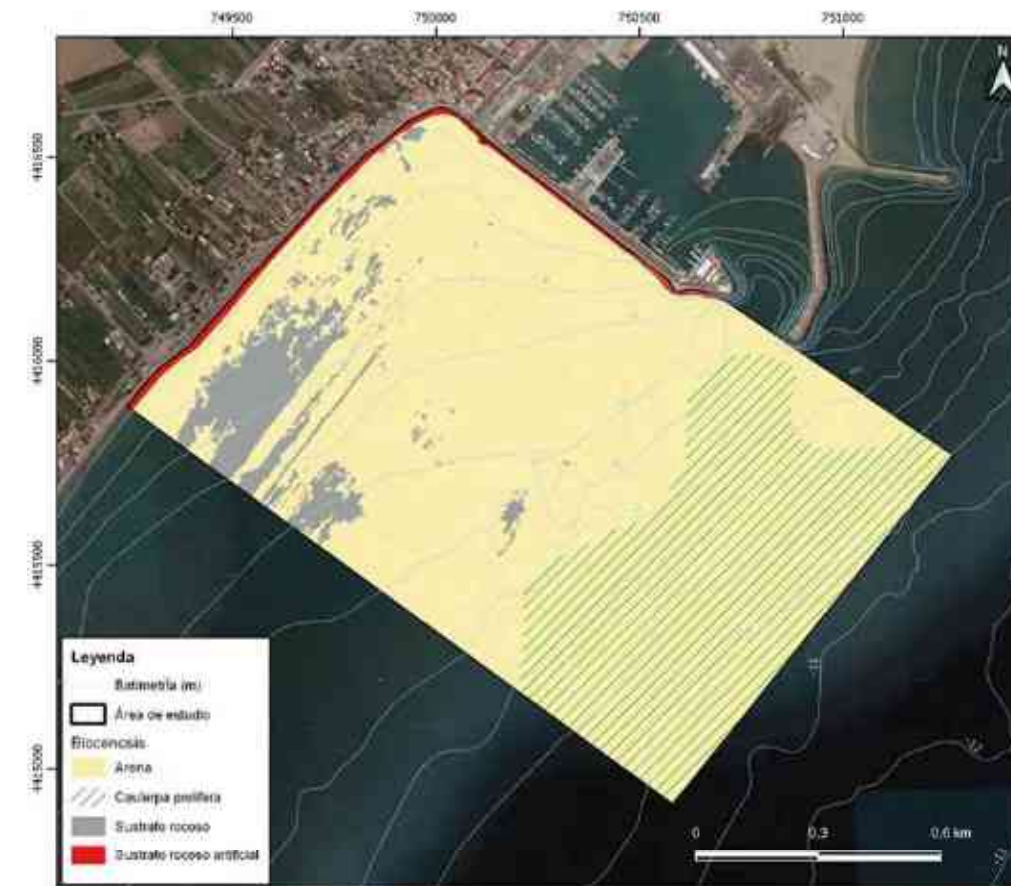 749500 750000 750500 751000
N
4416500
4416000
4415500
4415000
Leyenda
Batimetría (m)
Área de estudio
Biocenosis
Arena
Caulerpa prolifera
Sustrato rocoso
Sustrato rocoso artificial
0 0,3 0,6 km